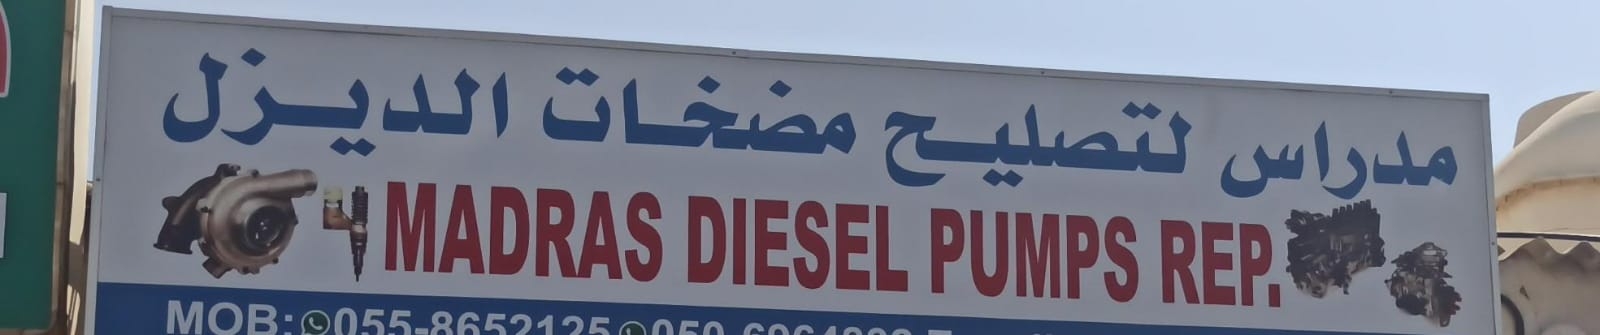 مدراس لتصليح مضخات الديزل
MADRAS DIESEL PUMPS REP.
MOB: 055-8652125